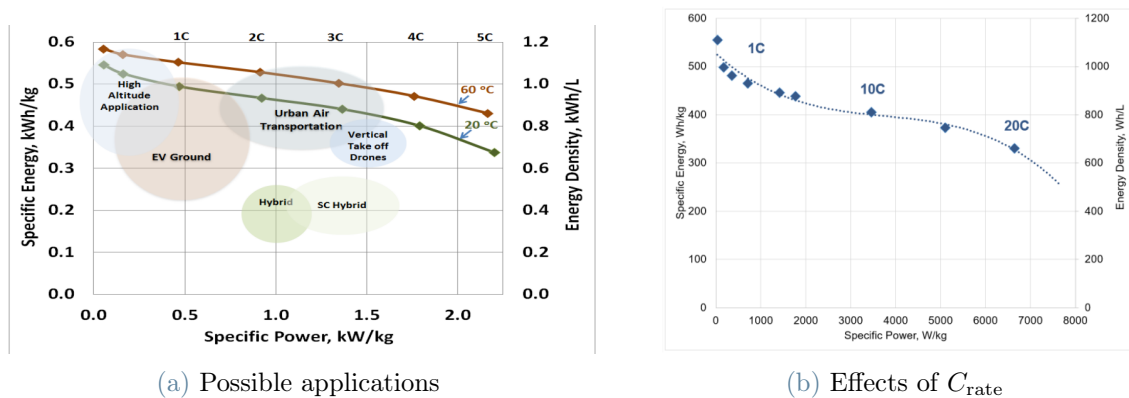 1C 2C 3C 4C 5C
0.6
0.5
0.4
0.3
0.2
0.1
0.0
Specific Energy, kWh/kg
High
Altitude
Application
EV Ground
Urban Air
Transportation
Vertical
Take off
Drones
Hybrid
SC Hybrid
60 °C
20 °C
1.2
1.0
0.8
0.6
0.4
0.2
0.0
Energy Density, kWh/L
0.0 0.5 1.0 1.5 2.0
Specific Power, kW/kg
(a) Possible applications
600
500
400
300
200
100
0
Specific Energy, Wh/kg
1C
10C
20C
1200
1000
800
600
400
200
0
Energy Density, Wh/L
0 1000 2000 3000 4000 5000 6000 7000 8000
Specific Power, W/kg
(b) Effects of Crate